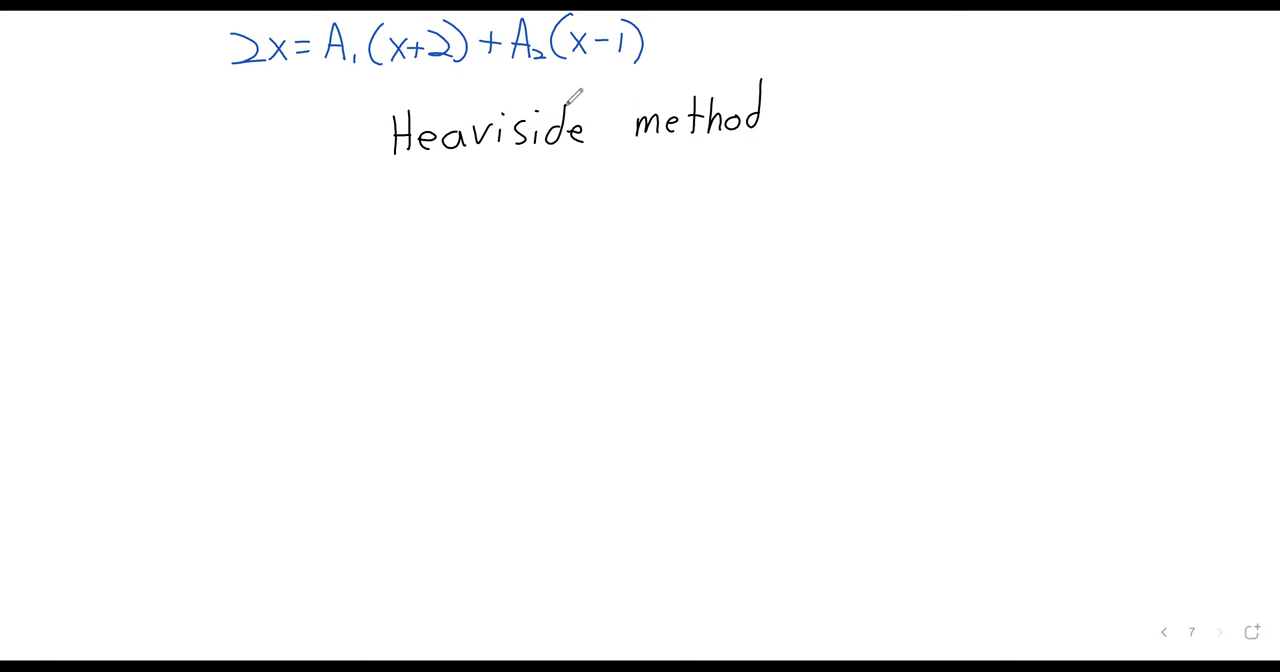 2x = A₁(x+2) + A₂(x-1)
Heaviside method
< 7 >